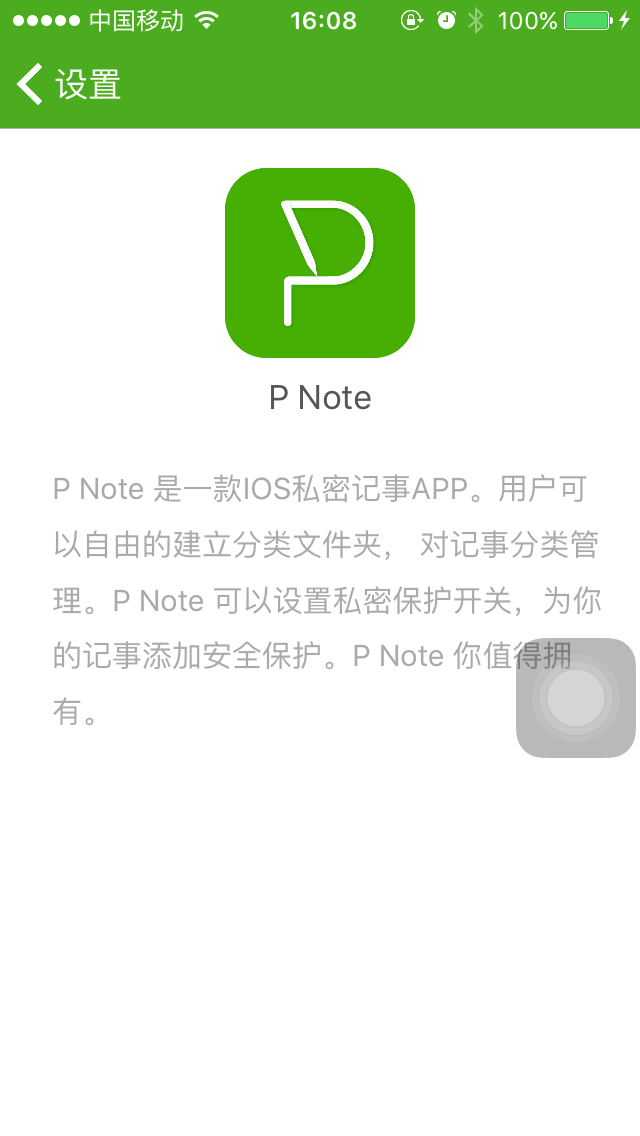 中国移动 16:08 100%
设置
P Note
P Note 是一款IOS私密记事APP。用户可
以自由的建立分类文件夹， 对记事分类管
理。P Note 可以设置私密保护开关，为你
的记事添加安全保护。P Note 你值得拥
有。